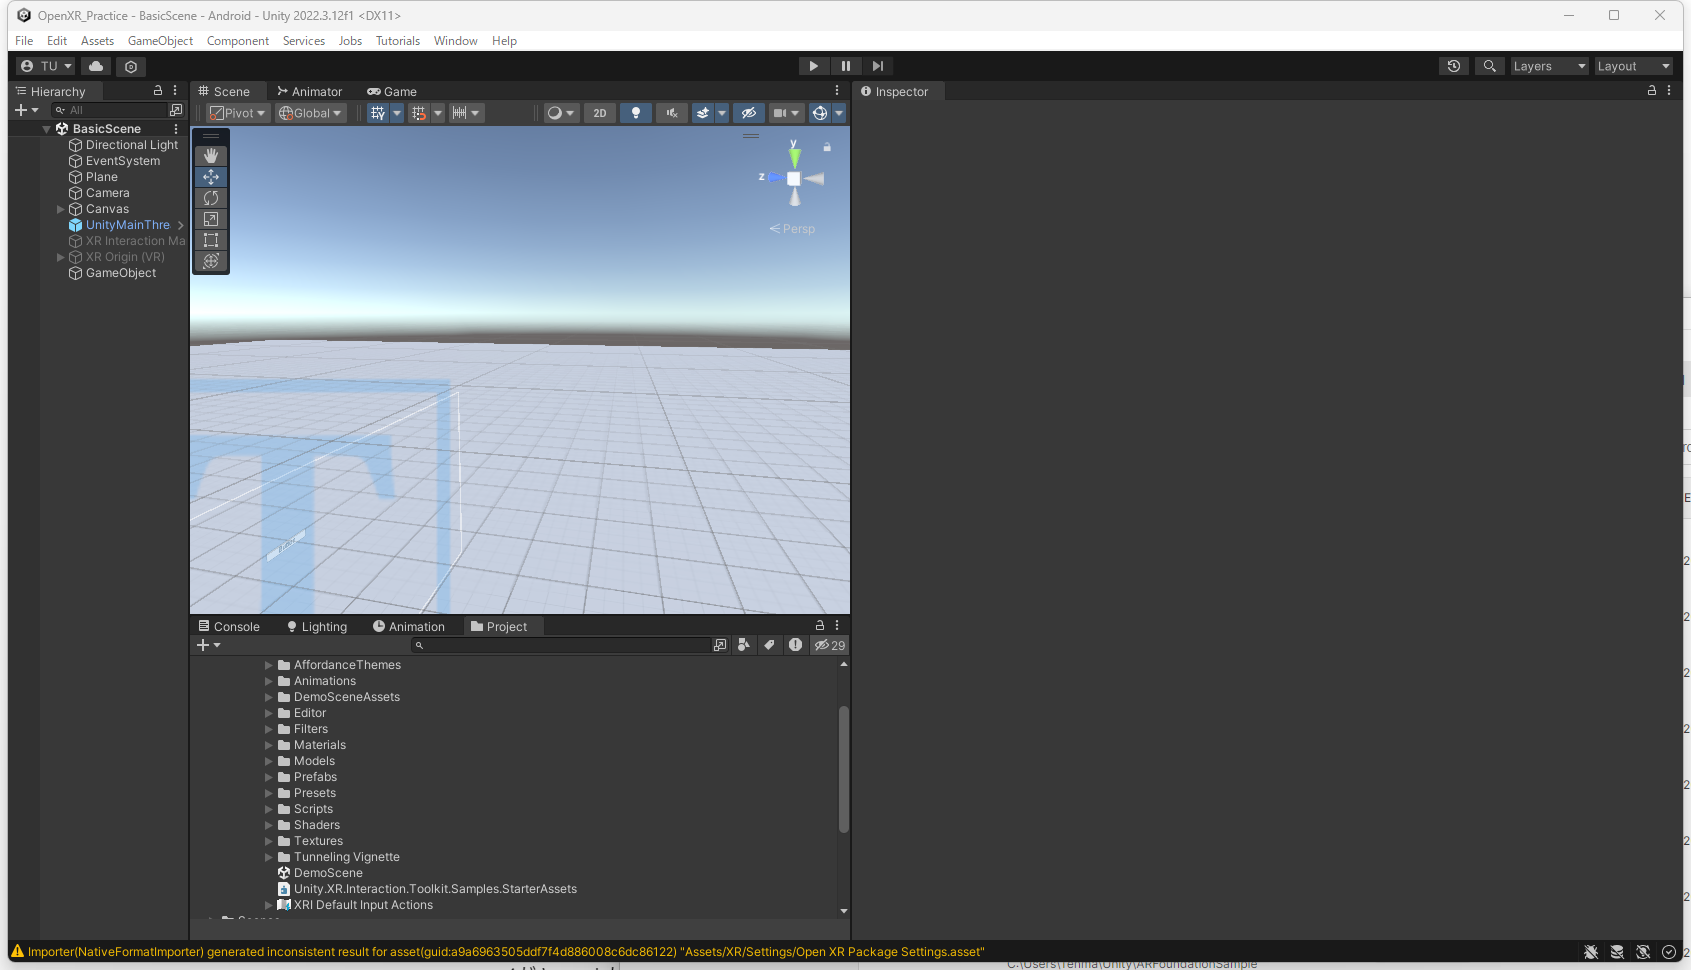 OpenXR_Practice - BasicScene - Android - Unity 2022.3.12f1 <DX11>
File Edit Assets GameObject Component Services Jobs Tutorials Window Help
TU Layers Layout
Hierarchy
All
BasicScene
Directional Light
EventSystem
Plane
Camera
Canvas
UnityMainThre
XR Interaction Ma
XR Origin (VR)
GameObject
Scene Animator Game
Pivot Global 2D
y
z
Persp
T
Inspector
Console Lighting Animation Project
29
AffordanceThemes
Animations
DemoSceneAssets
Editor
Filters
Materials
Models
Prefabs
Presets
Scripts
Shaders
Textures
Tunneling Vignette
DemoScene
Unity.XR.Interaction.Toolkit.Samples.StarterAssets
XRI Default Input Actions
Importer(NativeFormatImporter) generated inconsistent result for asset(guid:a9a6963505ddf7f4d886008c6dc86122) "Assets/XR/Settings/Open XR Package Settings.asset"
C:\Users\Tenma\Unity\ARFoundationSample